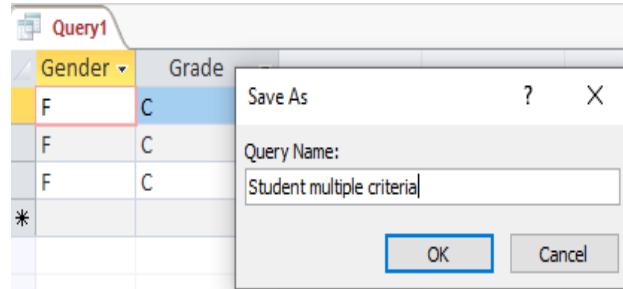 Query1
Gender Grade
F C
F C
F C
*
Save As ? X
Query Name:
Student multiple criteria
OK Cancel